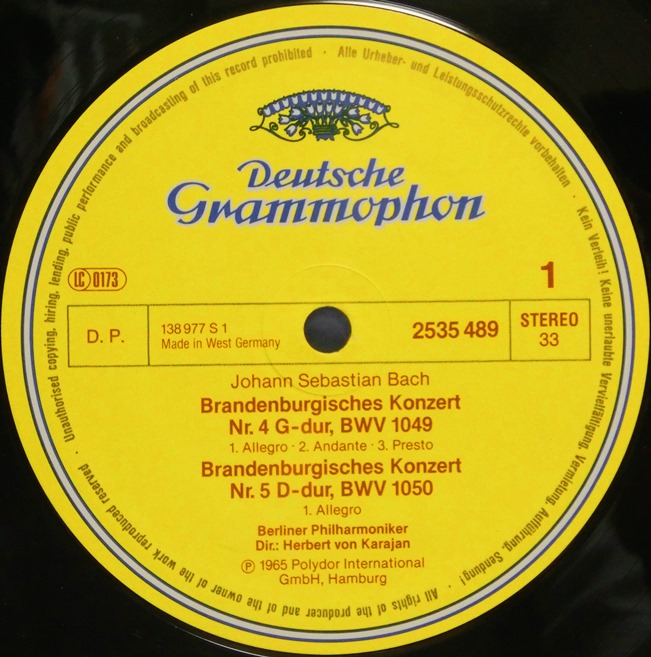 Unauthorised copying, hiring, lending, public performance and broadcasting of this record prohibited · Alle Urheber- und Leistungsschutzrechte vorbehalten · Kein Verleih! Keine unerlaubte Vervielfältigung, Vermietung, Aufführung, Sendung! · All rights of the producer and of the owner of the work reproduced reserved ·
Deutsche
Grammophon
LC 0173
1
D. P.
138 977 S 1
Made in West Germany
2535 489
STEREO
33
Johann Sebastian Bach
Brandenburgisches Konzert
Nr. 4 G-dur, BWV 1049
1. Allegro · 2. Andante · 3. Presto
Brandenburgisches Konzert
Nr. 5 D-dur, BWV 1050
1. Allegro
Berliner Philharmoniker
Dir.: Herbert von Karajan
Ⓟ 1965 Polydor International
GmbH, Hamburg